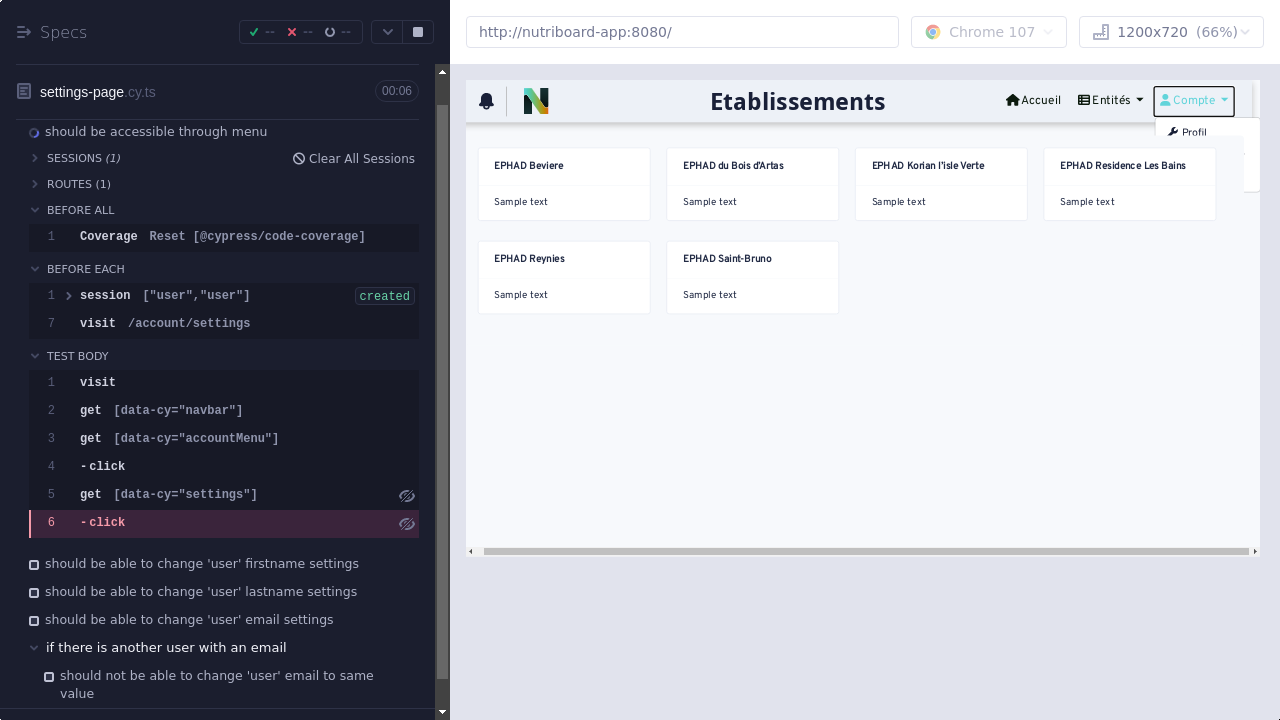 Specs
--
--
--
settings-page.cy.ts
00:06
should be accessible through menu
SESSIONS (1)
Clear All Sessions
ROUTES (1)
BEFORE ALL
1 Coverage Reset [@cypress/code-coverage]
BEFORE EACH
1 session ["user","user"] created
7 visit /account/settings
TEST BODY
1 visit
2 get [data-cy="navbar"]
3 get [data-cy="accountMenu"]
4 -click
5 get [data-cy="settings"]
6 -click
should be able to change 'user' firstname settings
should be able to change 'user' lastname settings
should be able to change 'user' email settings
if there is another user with an email
should not be able to change 'user' email to same
value
http://nutriboard-app:8080/
Chrome 107
1200x720 (66%)
N
Etablissements
Accueil
Entités
Compte
Profil
EPHAD Beviere
Sample text
EPHAD du Bois d'Artas
Sample text
EPHAD Korian l'isle Verte
Sample text
EPHAD Residence Les Bains
Sample text
EPHAD Reynies
Sample text
EPHAD Saint-Bruno
Sample text